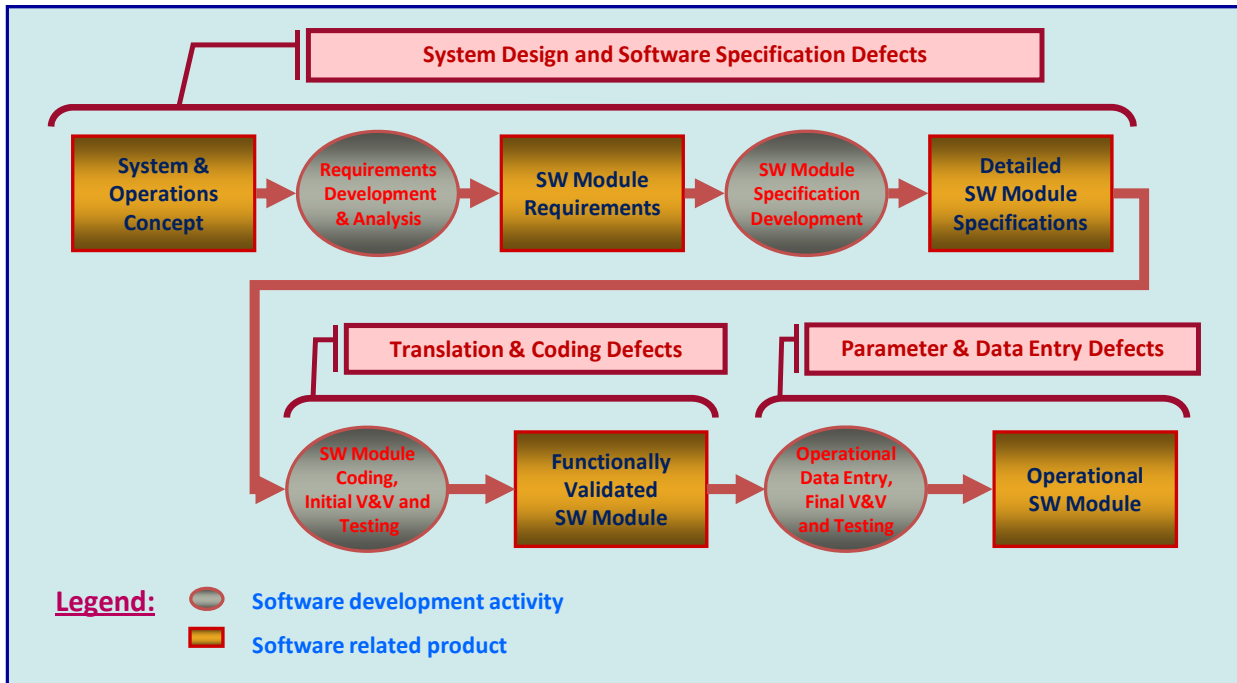 System Design and Software Specification Defects
System &
Operations
Concept
Requirements
Development
& Analysis
SW Module
Requirements
SW Module
Specification
Development
Detailed
SW Module
Specifications
Translation & Coding Defects
Parameter & Data Entry Defects
SW Module
Coding,
Initial V&V and
Testing
Functionally
Validated
SW Module
Operational
Data Entry,
Final V&V
and Testing
Operational
SW Module
Legend:
Software development activity
Software related product